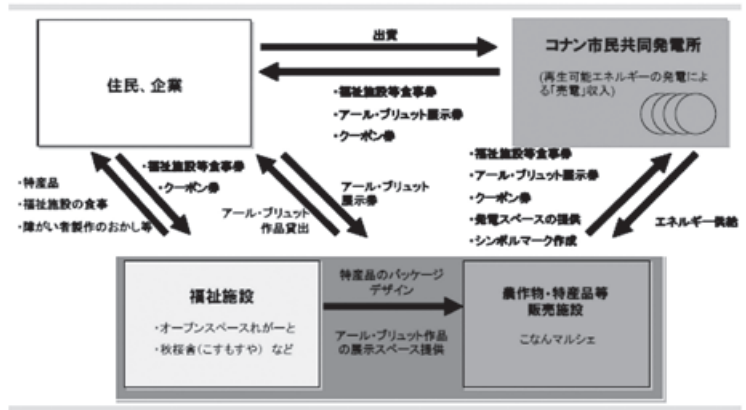 出資
住民、企業
コナン市民共同発電所
(再生可能エネルギーの発電によ
る「売電」収入)
・福祉施設等食事券
・アール・ブリュット展示券
・クーポン券
・特産品
・福祉施設の食事
・障がい者製作のおかし等
・福祉施設等食事券
・クーポン券
アール・ブリュット
作品貸出
アール・ブリュット
展示券
・福祉施設等食事券
・アール・ブリュット展示券
・クーポン券
・発電スペースの提供
・シンボルマーク作成
エネルギー供給
福祉施設
・オープンスペースれがーと
・秋桜舎(こすもすや) など
特産品のパッケージ
デザイン
アール・ブリュット作品
の展示スペース提供
農作物・特産品等
販売施設
こなんマルシェ